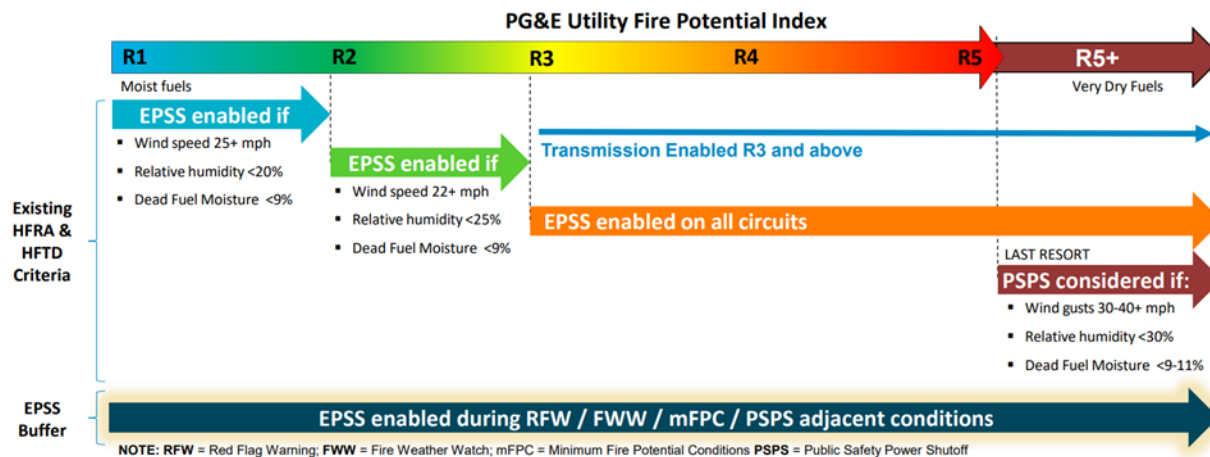 PG&E Utility Fire Potential Index
R1
R2
R3
R4
R5
R5+
Moist fuels
Very Dry Fuels
EPSS enabled if
▪ Wind speed 25+ mph
▪ Relative humidity <20%
▪ Dead Fuel Moisture <9%
EPSS enabled if
▪ Wind speed 22+ mph
▪ Relative humidity <25%
▪ Dead Fuel Moisture <9%
Transmission Enabled R3 and above
EPSS enabled on all circuits
LAST RESORT
PSPS considered if:
▪ Wind gusts 30-40+ mph
▪ Relative humidity <30%
▪ Dead Fuel Moisture <9-11%
Existing
HFRA &
HFTD
Criteria
EPSS
Buffer
EPSS enabled during RFW / FWW / mFPC / PSPS adjacent conditions
NOTE: RFW = Red Flag Warning; FWW = Fire Weather Watch; mFPC = Minimum Fire Potential Conditions PSPS = Public Safety Power Shutoff